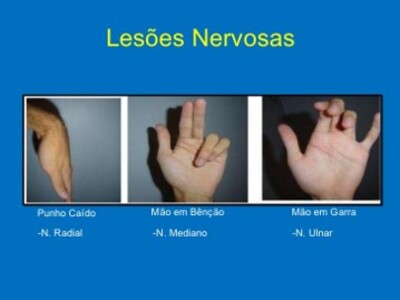 Lesões Nervosas
Punho Caído
-N. Radial
Mão em Bênção
-N. Mediano
Mão em Garra
-N. Ulnar